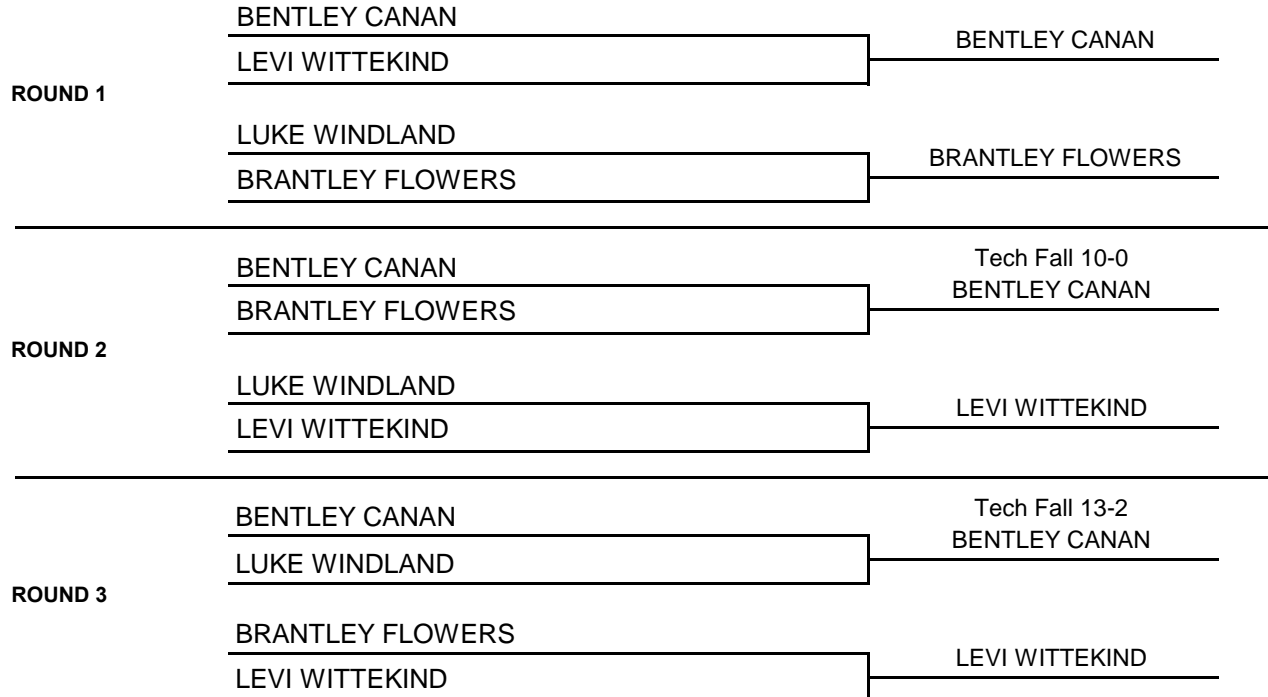 BENTLEY CANAN
BENTLEY CANAN
LEVI WITTEKIND
ROUND 1
LUKE WINDLAND
BRANTLEY FLOWERS
BRANTLEY FLOWERS
Tech Fall 10-0
BENTLEY CANAN
BENTLEY CANAN
BRANTLEY FLOWERS
ROUND 2
LUKE WINDLAND
LEVI WITTEKIND
LEVI WITTEKIND
Tech Fall 13-2
BENTLEY CANAN
BENTLEY CANAN
LUKE WINDLAND
ROUND 3
BRANTLEY FLOWERS
LEVI WITTEKIND
LEVI WITTEKIND